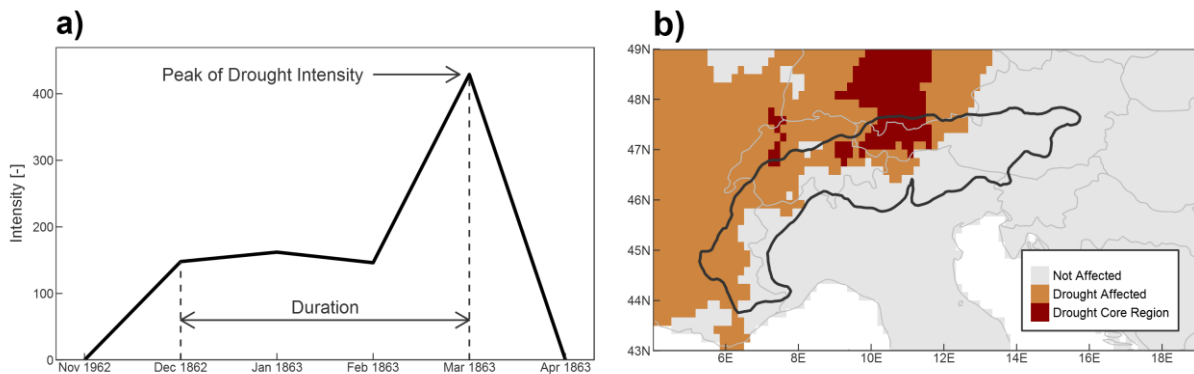 a)
Peak of Drought Intensity
400
300
200
100
0
Intensity [-]
Duration
Nov 1962
Dec 1862
Jan 1863
Feb 1863
Mar 1863
Apr 1863
b)
49N
48N
47N
46N
45N
44N
43N
6E
8E
10E
12E
14E
16E
18E
Not Affected
Drought Affected
Drought Core Region